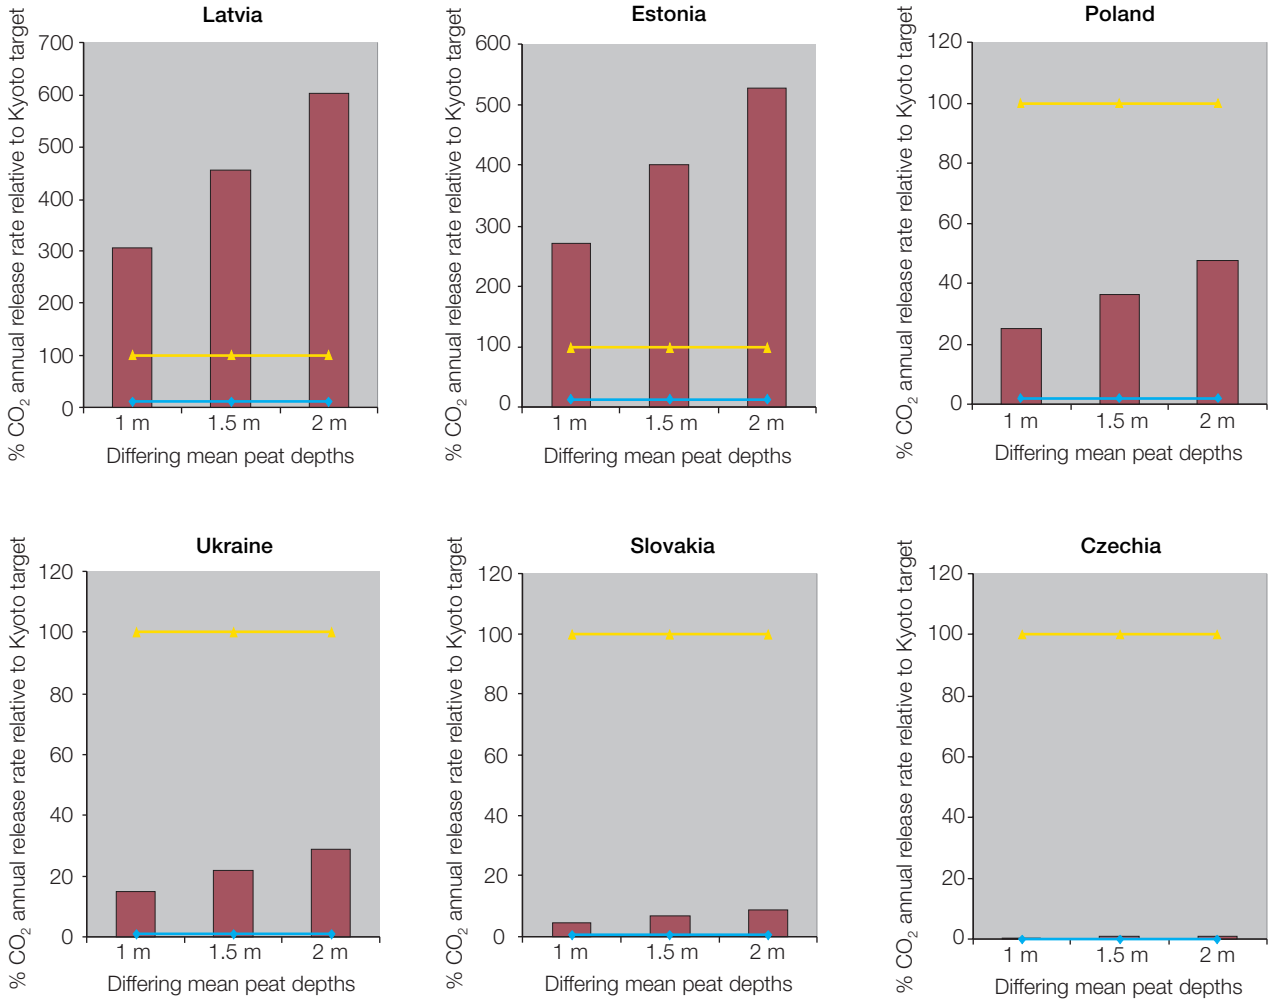 Latvia
% CO₂ annual release rate relative to Kyoto target
700
600
500
400
300
200
100
0
1 m 1.5 m 2 m
Differing mean peat depths
Estonia
% CO₂ annual release rate relative to Kyoto target
600
500
400
300
200
100
0
1 m 1.5 m 2 m
Differing mean peat depths
Poland
% CO₂ annual release rate relative to Kyoto target
120
100
80
60
40
20
0
1 m 1.5 m 2 m
Differing mean peat depths
Ukraine
% CO₂ annual release rate relative to Kyoto target
120
100
80
60
40
20
0
1 m 1.5 m 2 m
Differing mean peat depths
Slovakia
% CO₂ annual release rate relative to Kyoto target
120
100
80
60
40
20
0
1 m 1.5 m 2 m
Differing mean peat depths
Czechia
% CO₂ annual release rate relative to Kyoto target
120
100
80
60
40
20
0
1 m 1.5 m 2 m
Differing mean peat depths